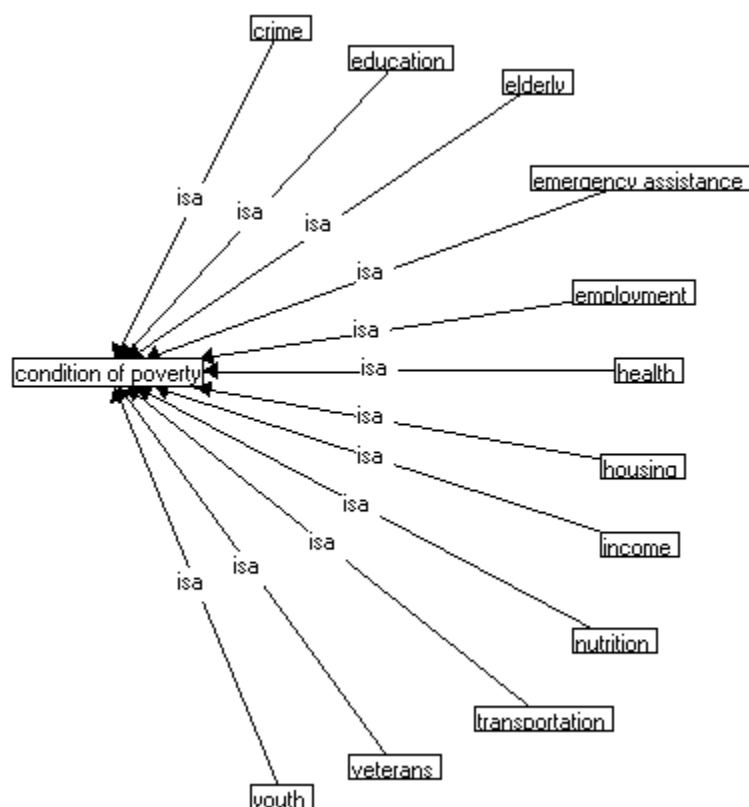 crime
education
elderly
emergency assistance
isa
isa
isa
isa
employment
isa
condition of poverty
isa
health
isa
housing
isa
income
isa
nutrition
isa
transportation
isa
veterans
isa
youth